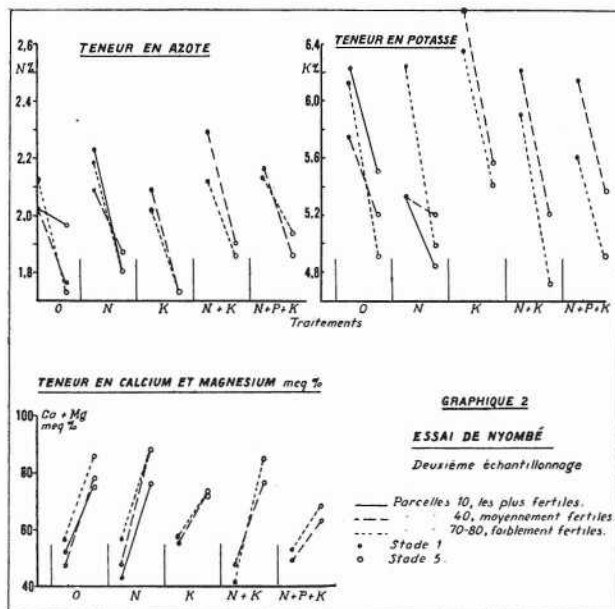 TENEUR EN AZOTE
2,6
N%
2,4
2,2
2,0
1,8
O N K N+K N+P+K
TENEUR EN POTASSE
6,4
K%
6,0
5,6
5,2
4,8
O N K N+K N+P+K
Traitements
TENEUR EN CALCIUM ET MAGNESIUM meq %
100
Ca + Mg
meq %
80
60
40
O N K N+K N+P+K
GRAPHIQUE 2
ESSAI DE NYOMBÉ
Deuxième échantillonnage
Parcelles 10, les plus fertiles.
40, moyennement fertiles.
70-80, faiblement fertiles.
Stade 1
Stade 5.